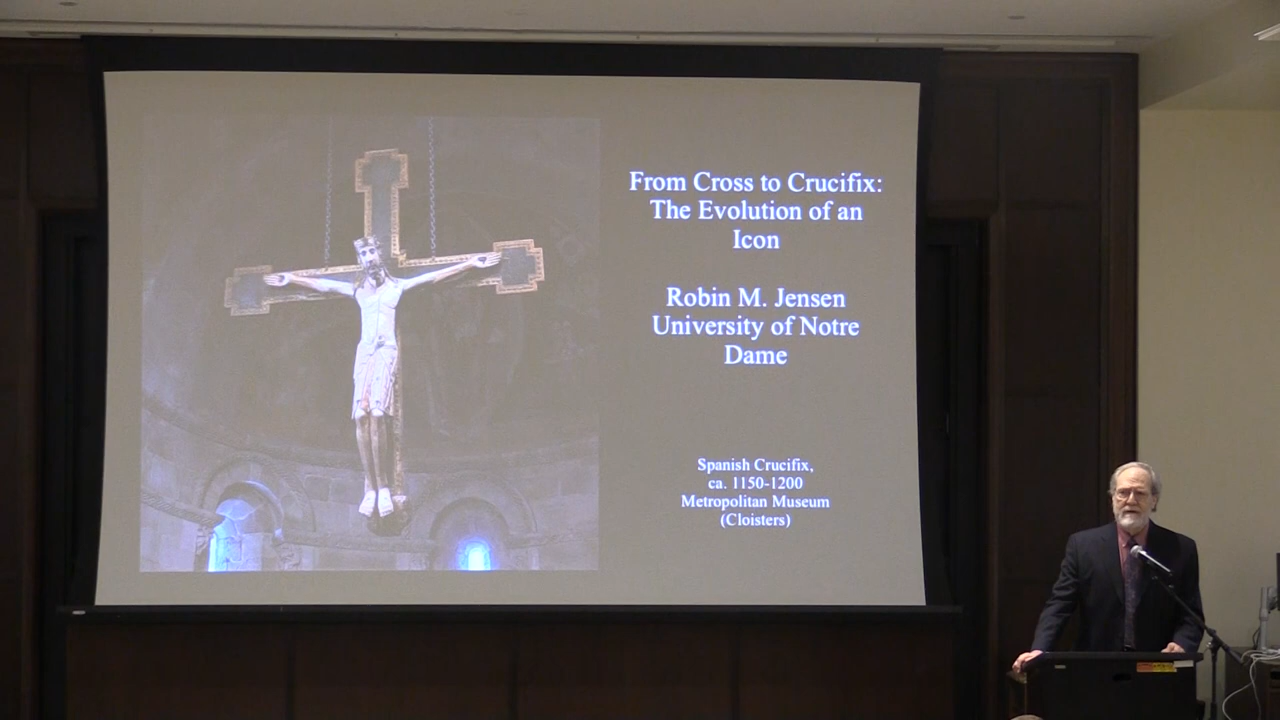 From Cross to Crucifix:
The Evolution of an
Icon
Robin M. Jensen
University of Notre
Dame
Spanish Crucifix,
ca. 1150-1200
Metropolitan Museum
(Cloisters)